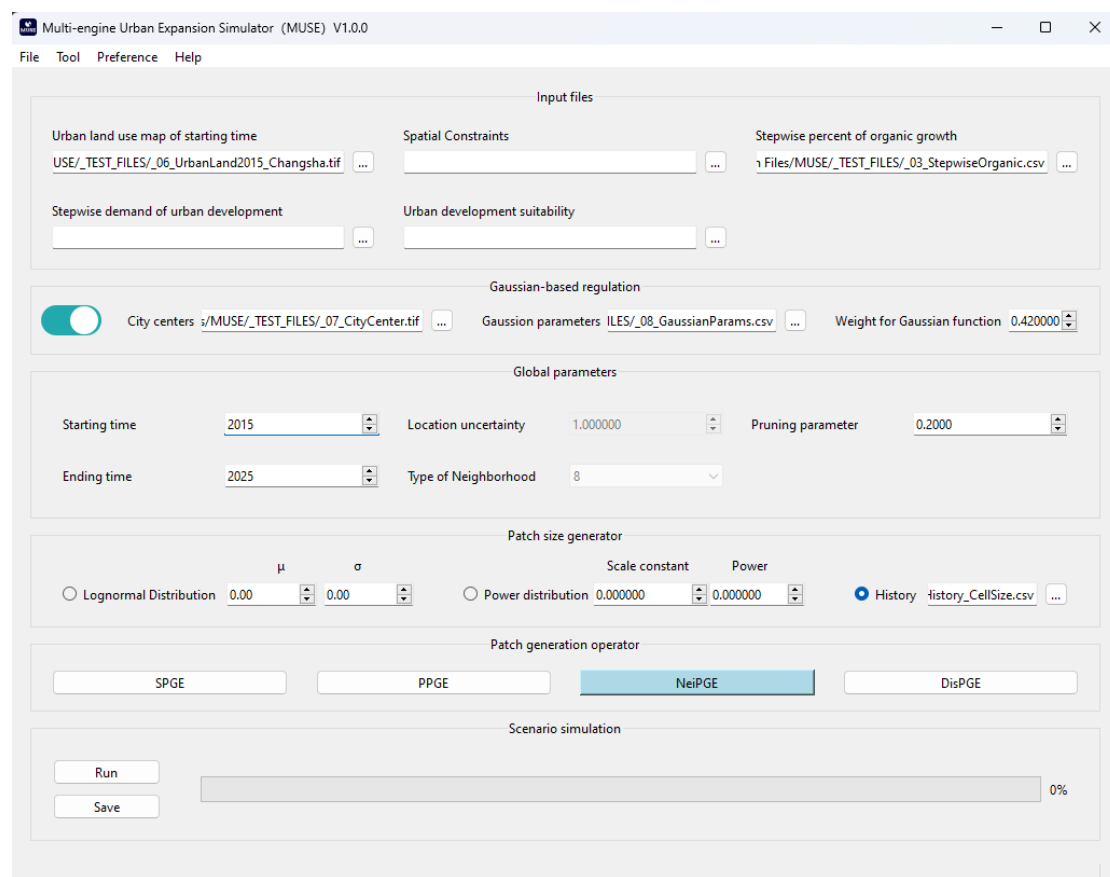 Multi-engine Urban Expansion Simulator (MUSE) V1.0.0
File Tool Preference Help
Input files
Urban land use map of starting time Spatial Constraints Stepwise percent of organic growth
USE/_TEST_FILES/_06_UrbanLand2015_Changsha.tif ... ... ı Files/MUSE/_TEST_FILES/_03_StepwiseOrganic.csv ...
Stepwise demand of urban development Urban development suitability
... ...
Gaussian-based regulation
City centers s/MUSE/_TEST_FILES/_07_CityCenter.tif ... Gaussion parameters ILES/_08_GaussianParams.csv ... Weight for Gaussian function 0.420000
Global parameters
Starting time 2015 Location uncertainty 1.000000 Pruning parameter 0.2000
Ending time 2025 Type of Neighborhood 8
Patch size generator
μ σ Scale constant Power
Lognormal Distribution 0.00 0.00 Power distribution 0.000000 0.000000 History History_CellSize.csv ...
Patch generation operator
SPGE PPGE NeiPGE DisPGE
Scenario simulation
Run
0%
Save